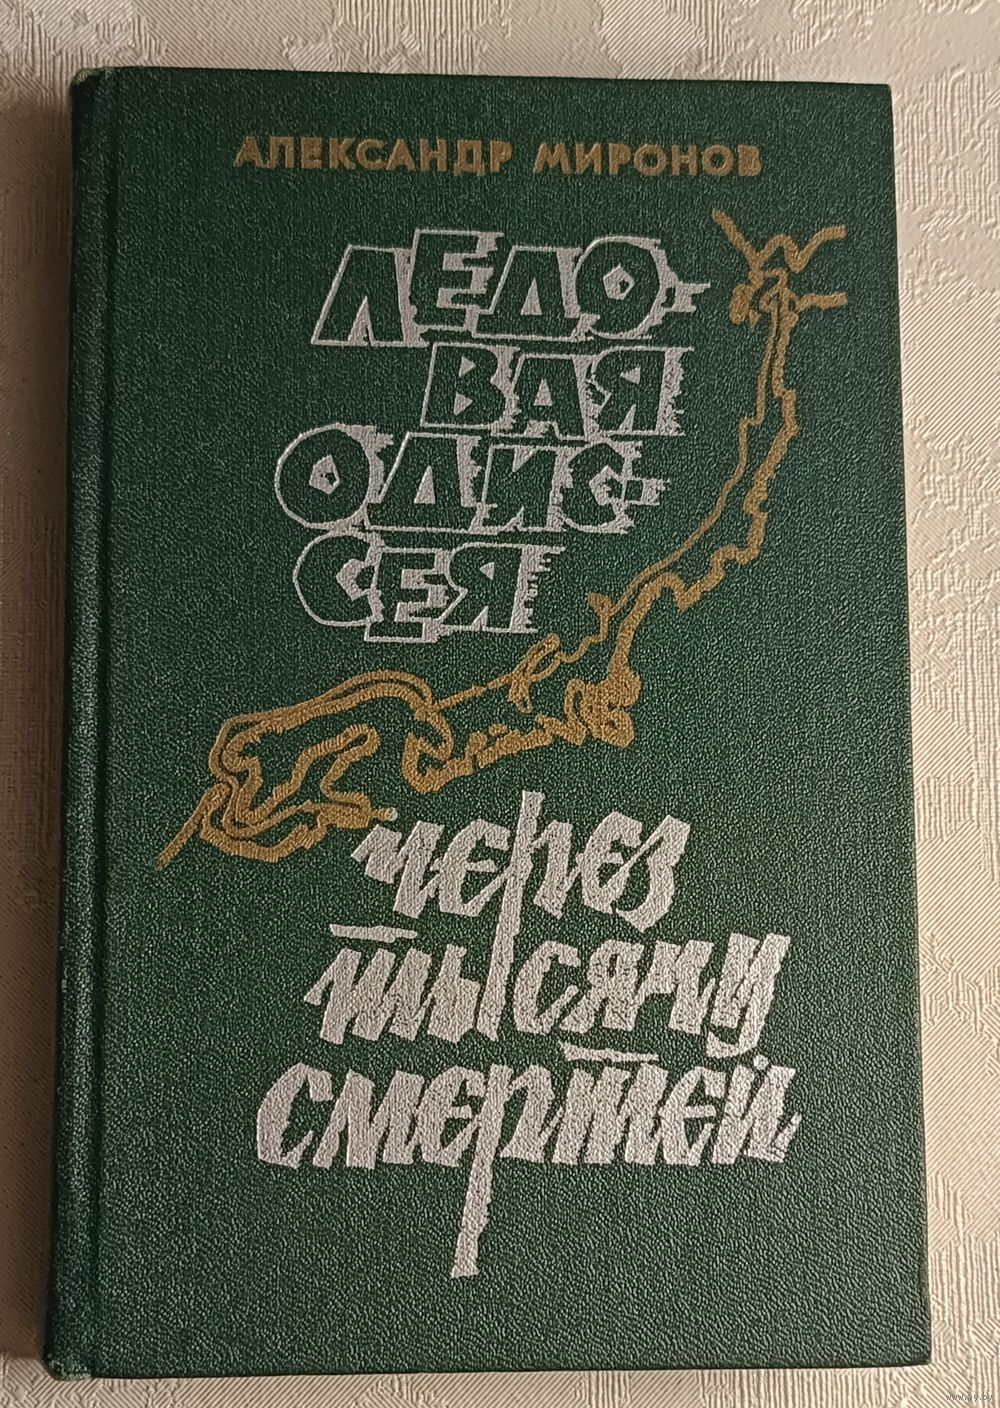 АЛЕКСАНДР МИРОНОВ
ЛЕДО-
ВАЯ
ОДИС-
СЕЯ
через
тысячу
смертей